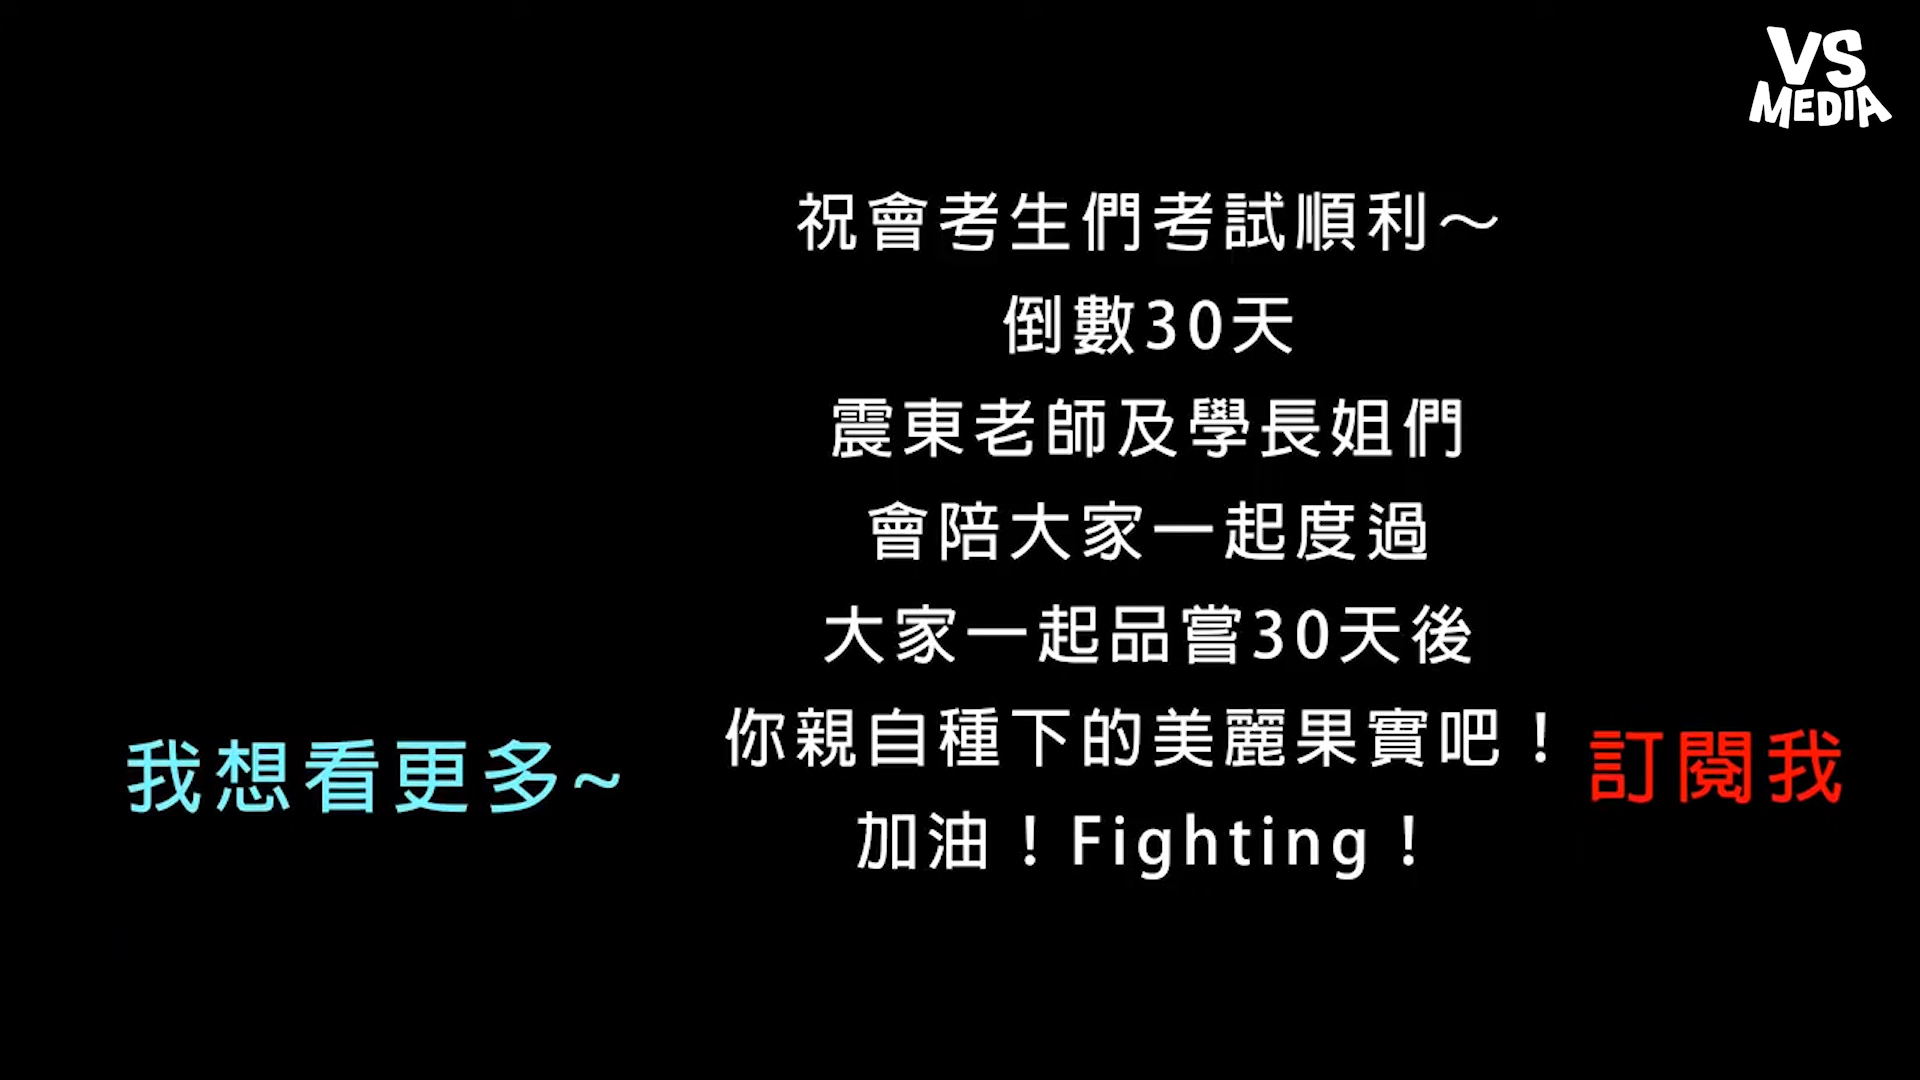 VS
MEDIA
祝會考生們考試順利～
倒數30天
震東老師及學長姐們
會陪大家一起度過
大家一起品嘗30天後
你親自種下的美麗果實吧！
加油！Fighting！
我想看更多~
訂閱我